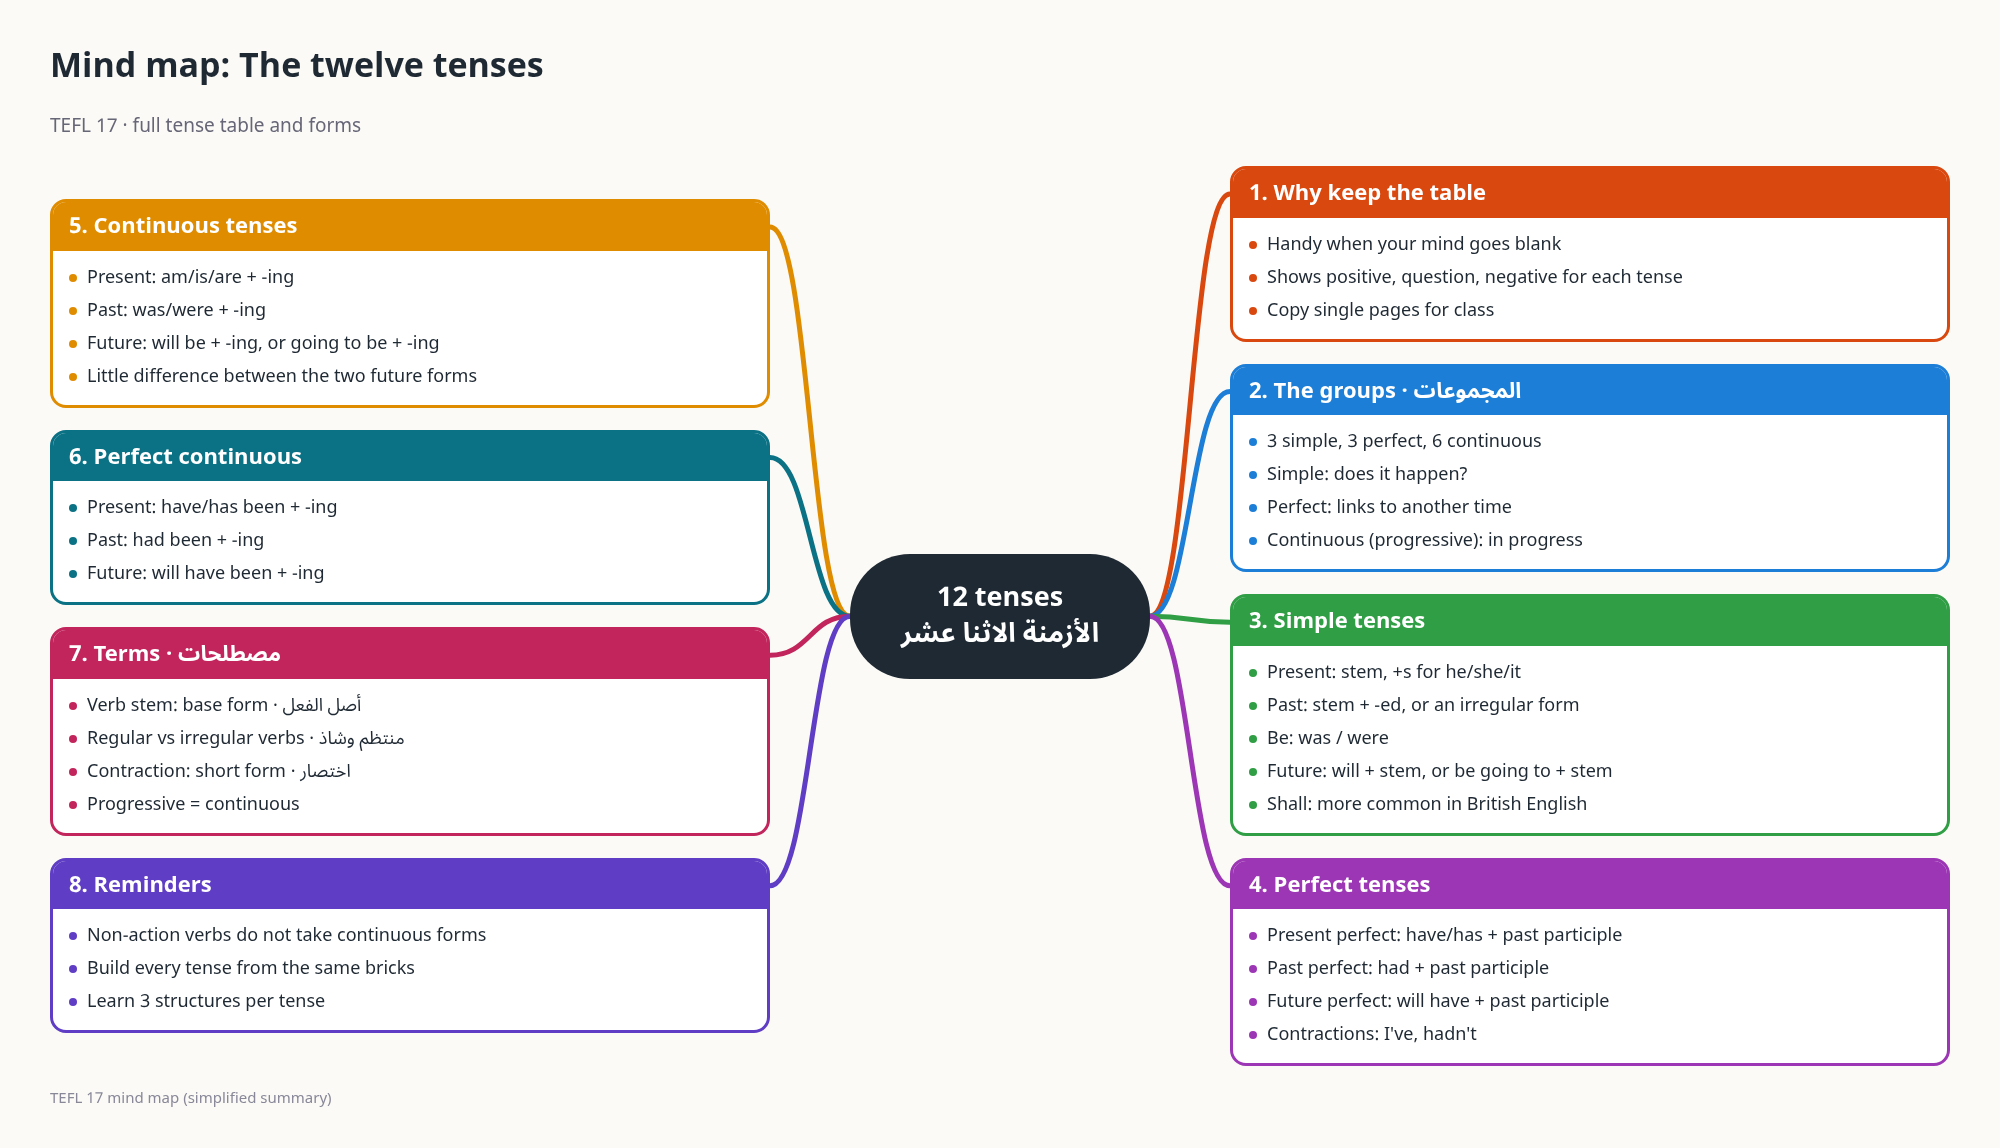 Mind map: The twelve tenses
TEFL 17 · full tense table and forms
12 tenses
الأزمنة الاثنا عشر
1. Why keep the table
Handy when your mind goes blank
Shows positive, question, negative for each tense
Copy single pages for class
2. The groups · المجموعات
3 simple, 3 perfect, 6 continuous
Simple: does it happen?
Perfect: links to another time
Continuous (progressive): in progress
3. Simple tenses
Present: stem, +s for he/she/it
Past: stem + -ed, or an irregular form
Be: was / were
Future: will + stem, or be going to + stem
Shall: more common in British English
4. Perfect tenses
Present perfect: have/has + past participle
Past perfect: had + past participle
Future perfect: will have + past participle
Contractions: I've, hadn't
5. Continuous tenses
Present: am/is/are + -ing
Past: was/were + -ing
Future: will be + -ing, or going to be + -ing
Little difference between the two future forms
6. Perfect continuous
Present: have/has been + -ing
Past: had been + -ing
Future: will have been + -ing
7. Terms · مصطلحات
Verb stem: base form · أصل الفعل
Regular vs irregular verbs · منتظم وشاذ
Contraction: short form · اختصار
Progressive = continuous
8. Reminders
Non-action verbs do not take continuous forms
Build every tense from the same bricks
Learn 3 structures per tense
TEFL 17 mind map (simplified summary)